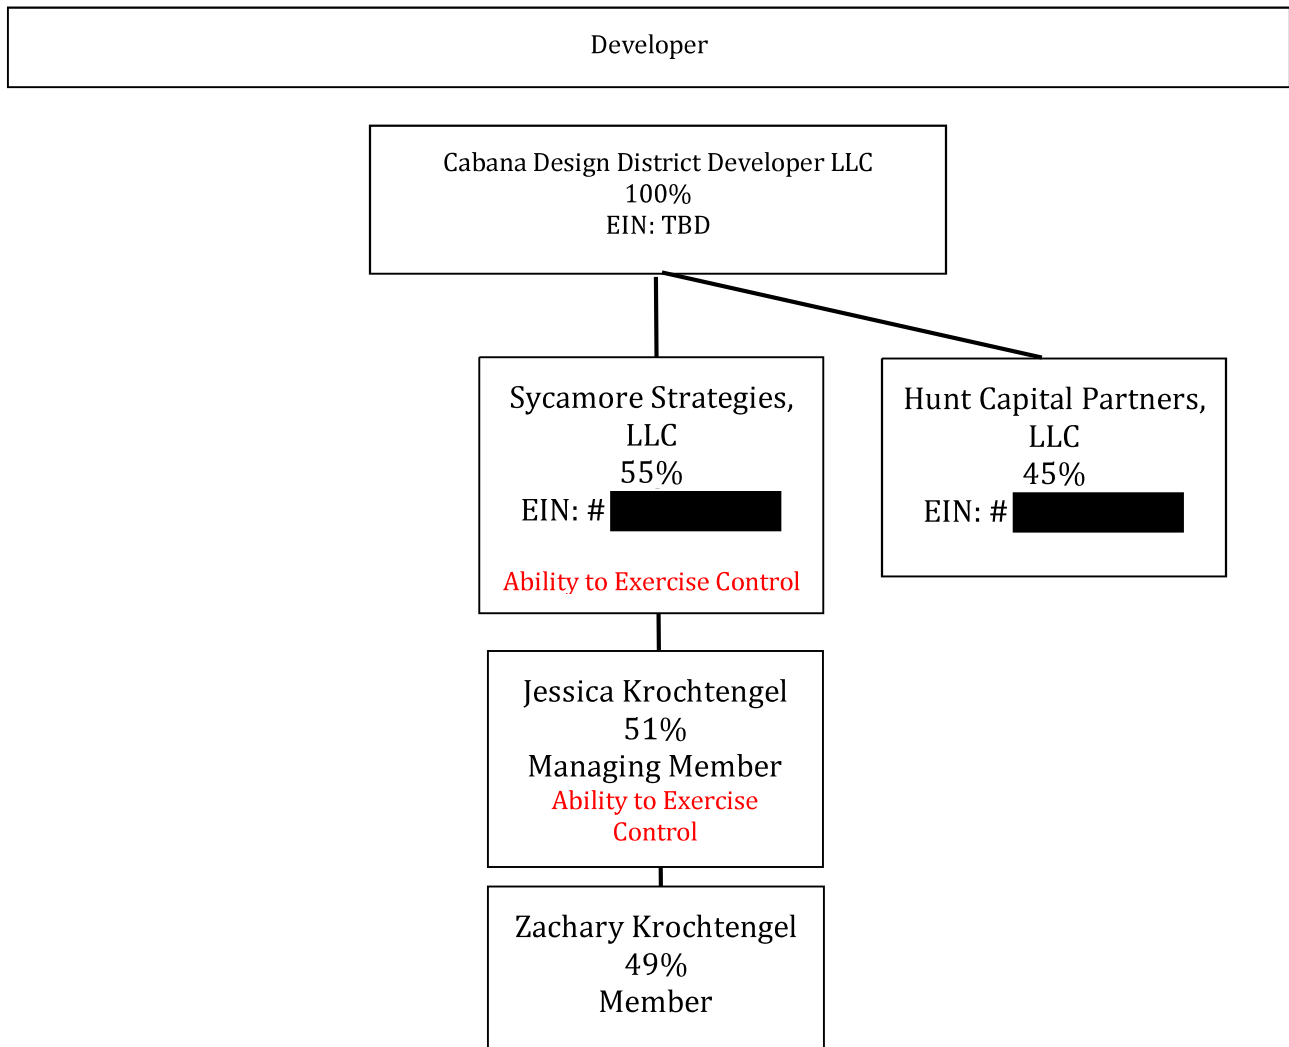 Developer
Cabana Design District Developer LLC
100%
EIN: TBD
Sycamore Strategies,
LLC
55%
EIN: #
Ability to Exercise Control
Hunt Capital Partners,
LLC
45%
EIN: #
Jessica Krochtengel
51%
Managing Member
Ability to Exercise
Control
Zachary Krochtengel
49%
Member